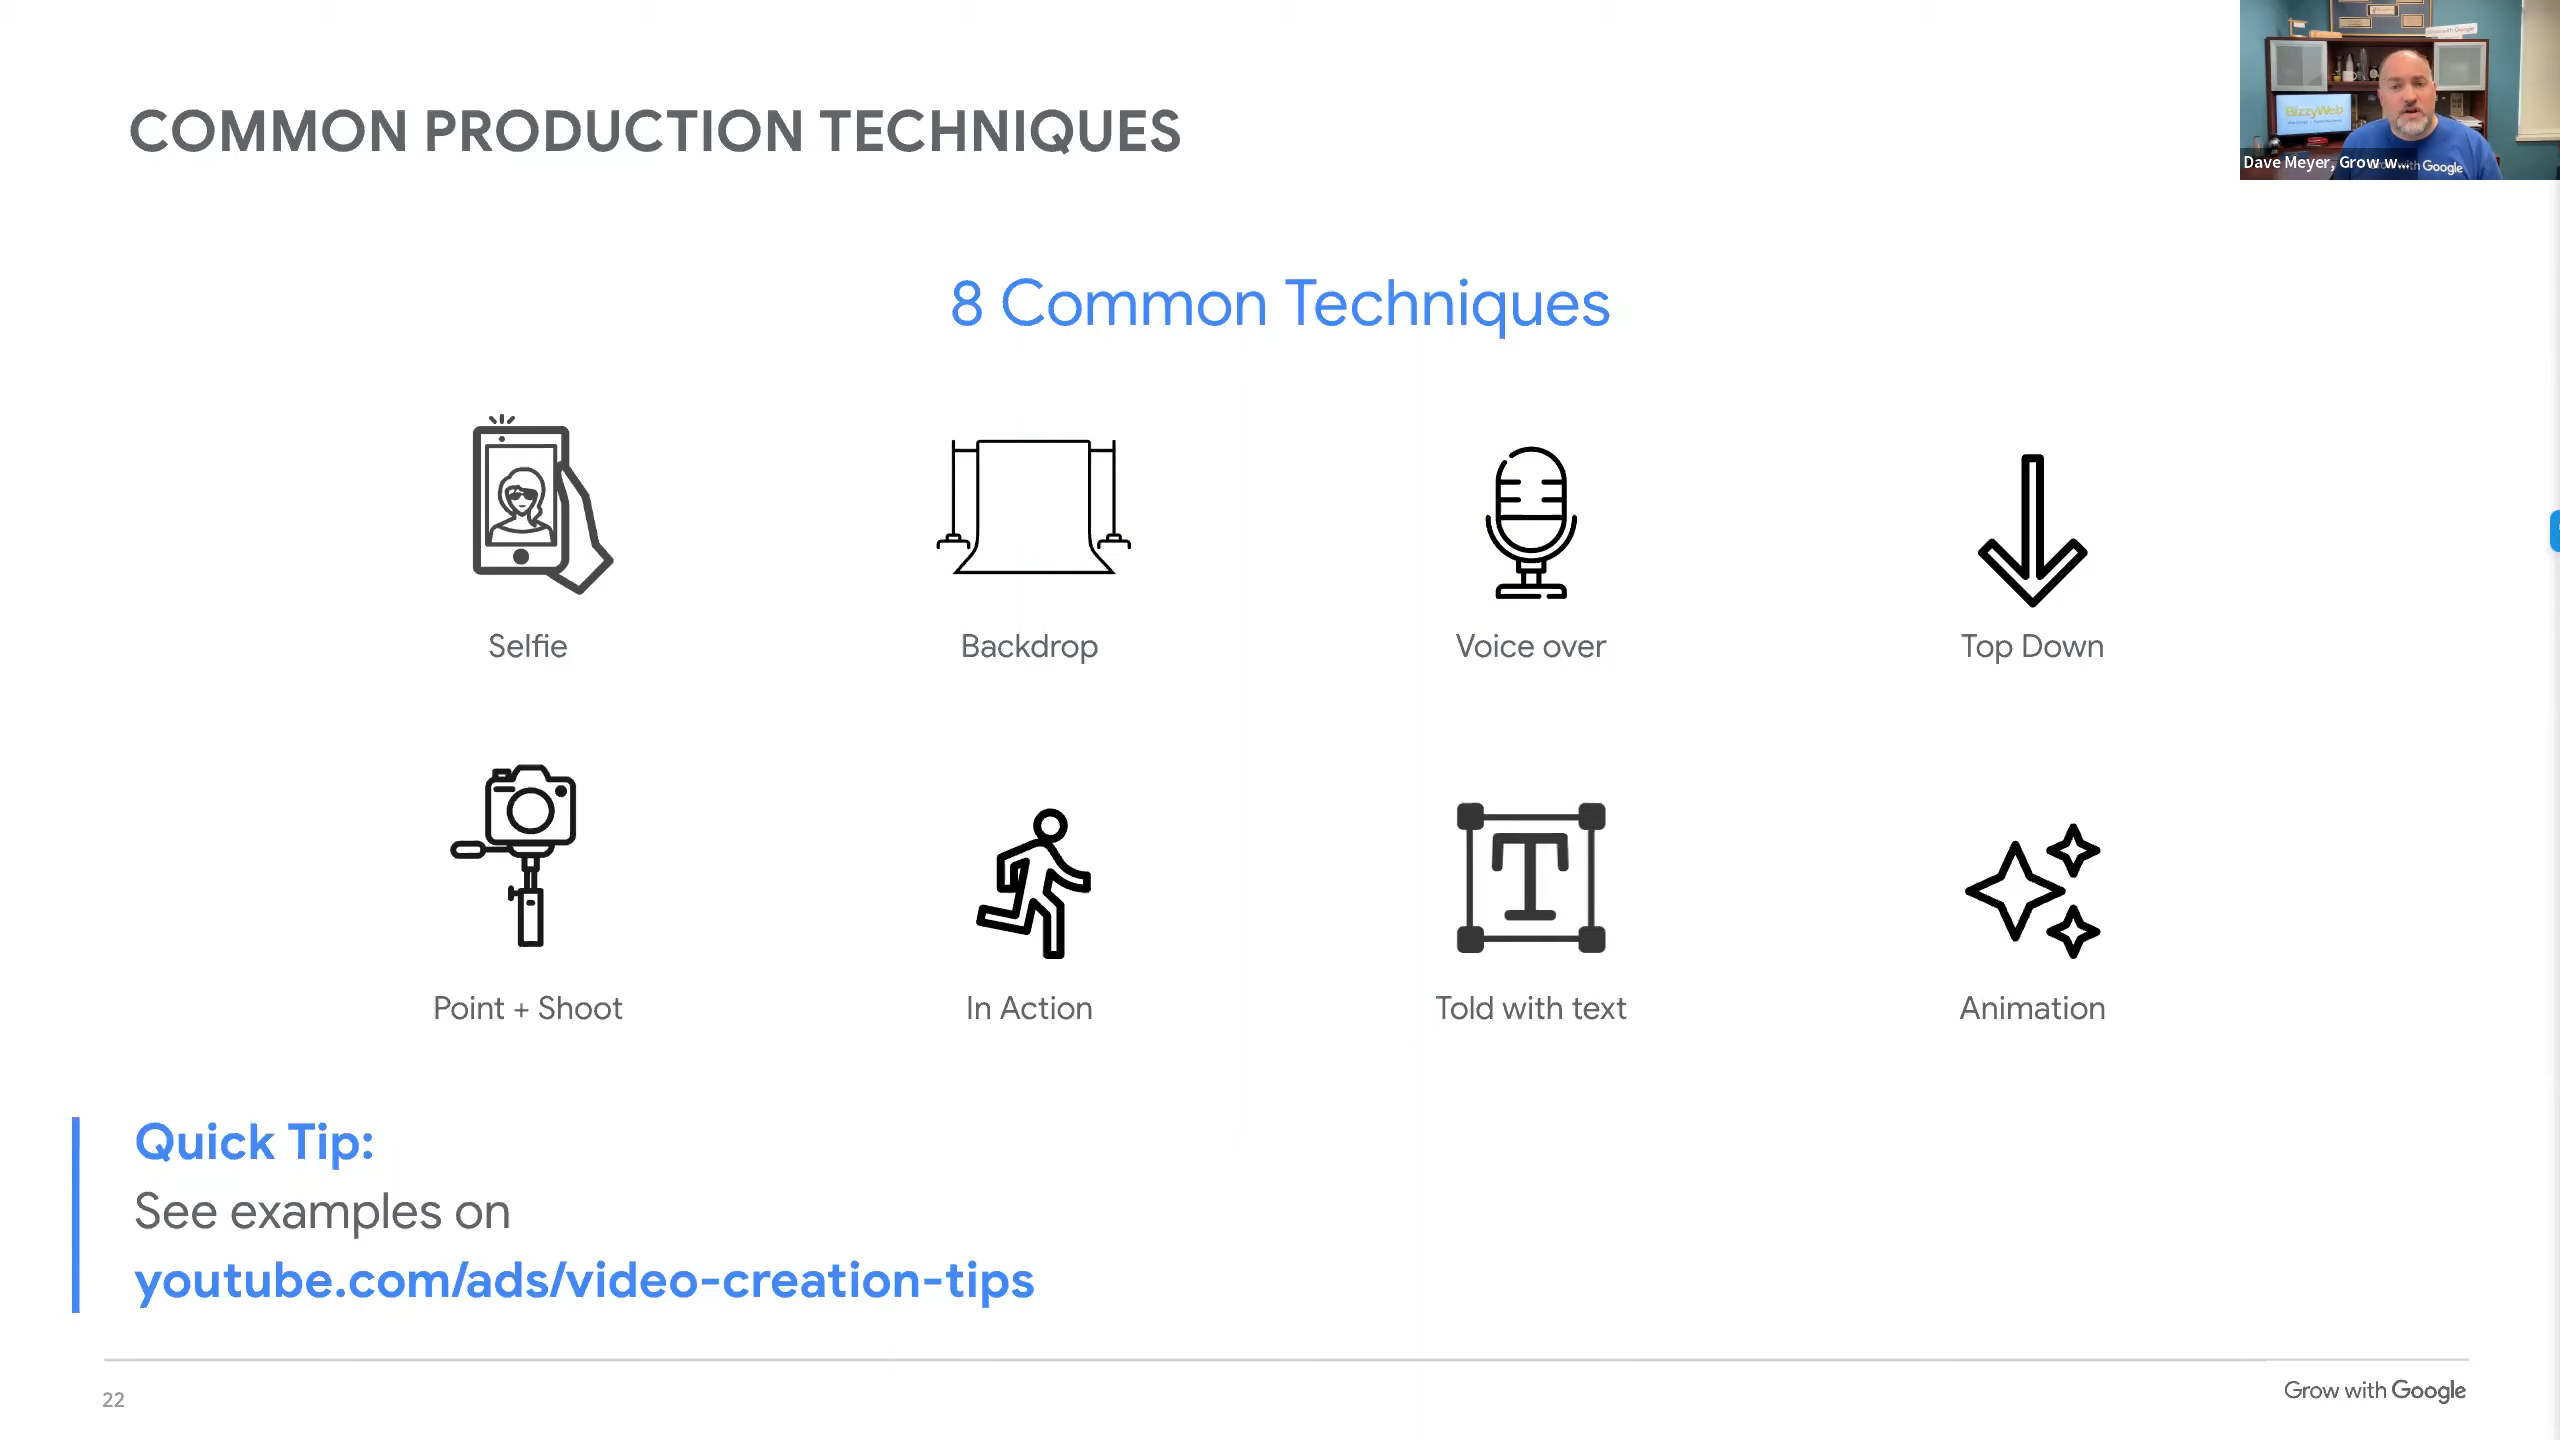 COMMON PRODUCTION TECHNIQUES
BizzyWeb
Dave Meyer, Grow w...
with Google
8 Common Techniques
Selfie
Backdrop
Voice over
Top Down
T
Point + Shoot
In Action
Told with text
Animation
Quick Tip:
See examples on
youtube.com/ads/video-creation-tips
22
Grow with Google